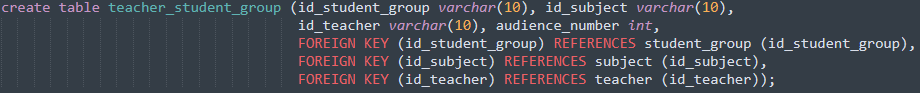 create table teacher_student_group (id_student_group varchar(10), id_subject varchar(10),
id_teacher varchar(10), audience_number int,
FOREIGN KEY (id_student_group) REFERENCES student_group (id_student_group),
FOREIGN KEY (id_subject) REFERENCES subject (id_subject),
FOREIGN KEY (id_teacher) REFERENCES teacher (id_teacher));